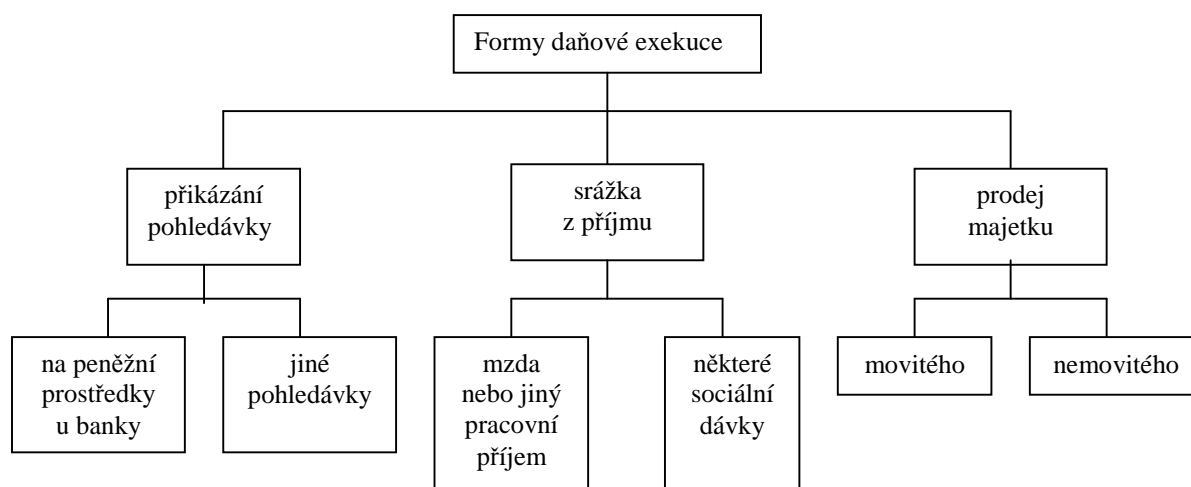 Formy daňové exekuce
přikázání
pohledávky
srážka
z příjmu
prodej
majetku
na peněžní
prostředky
u banky
jiné
pohledávky
mzda
nebo jiný
pracovní
příjem
některé
sociální
dávky
movitého
nemovitého